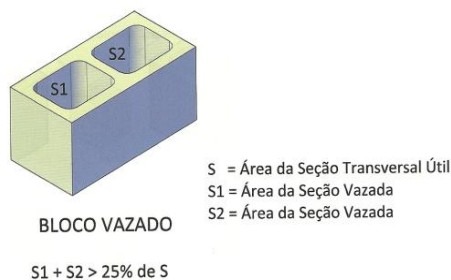 S2
S1
S = Área da Seção Transversal Útil
S1 = Área da Seção Vazada
S2 = Área da Seção Vazada
BLOCO VAZADO
S1 + S2 > 25% de S